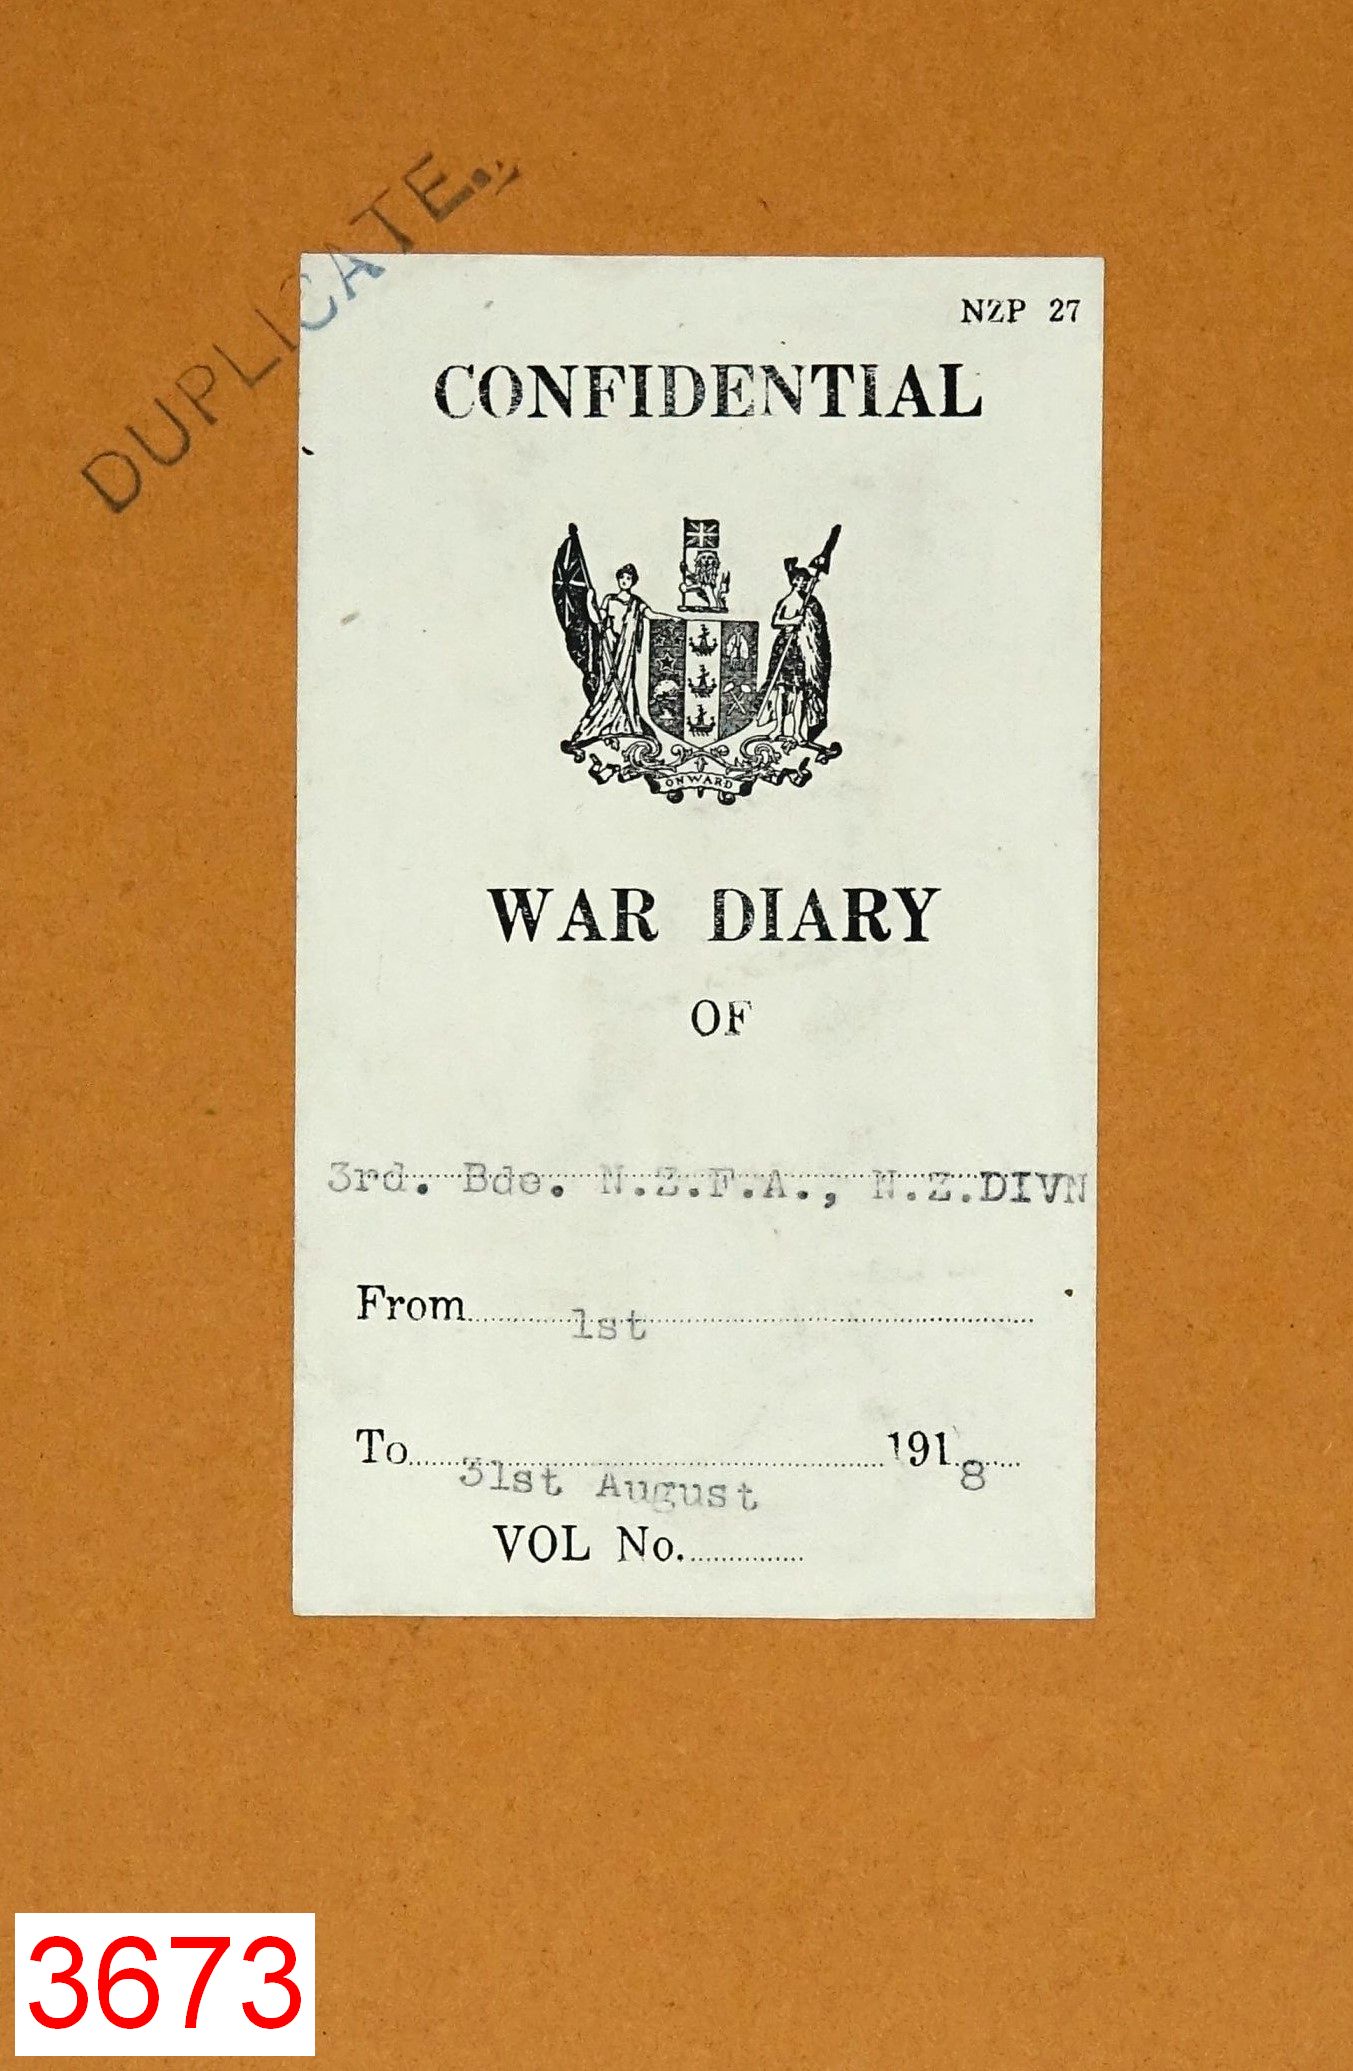 DUPLICATE.
NZP 27
CONFIDENTIAL
ONWARD
WAR DIARY
OF
3rd. Bde. N.Z.F.A., N.Z.DIVN
From 1st
To 31st August 1918
VOL No.
3673